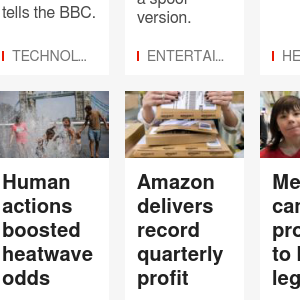 tells the BBC.
a spoof
version.
TECHNOL...
ENTERTAI...
HE
Human
actions
boosted
heatwave
odds
Amazon
delivers
record
quarterly
profit
Me
car
pro
to
leg